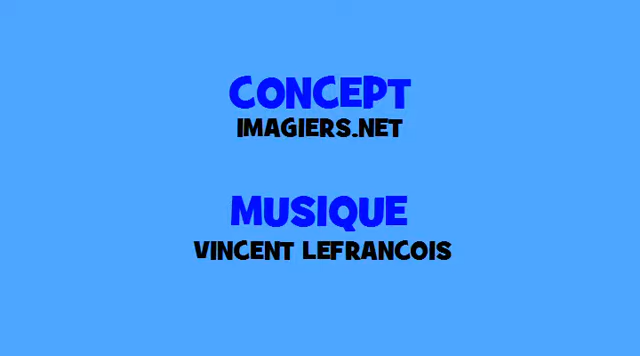 CONCEPT
IMAGIERS.NET
MUSIQUE
VINCENT LEFRANCOIS